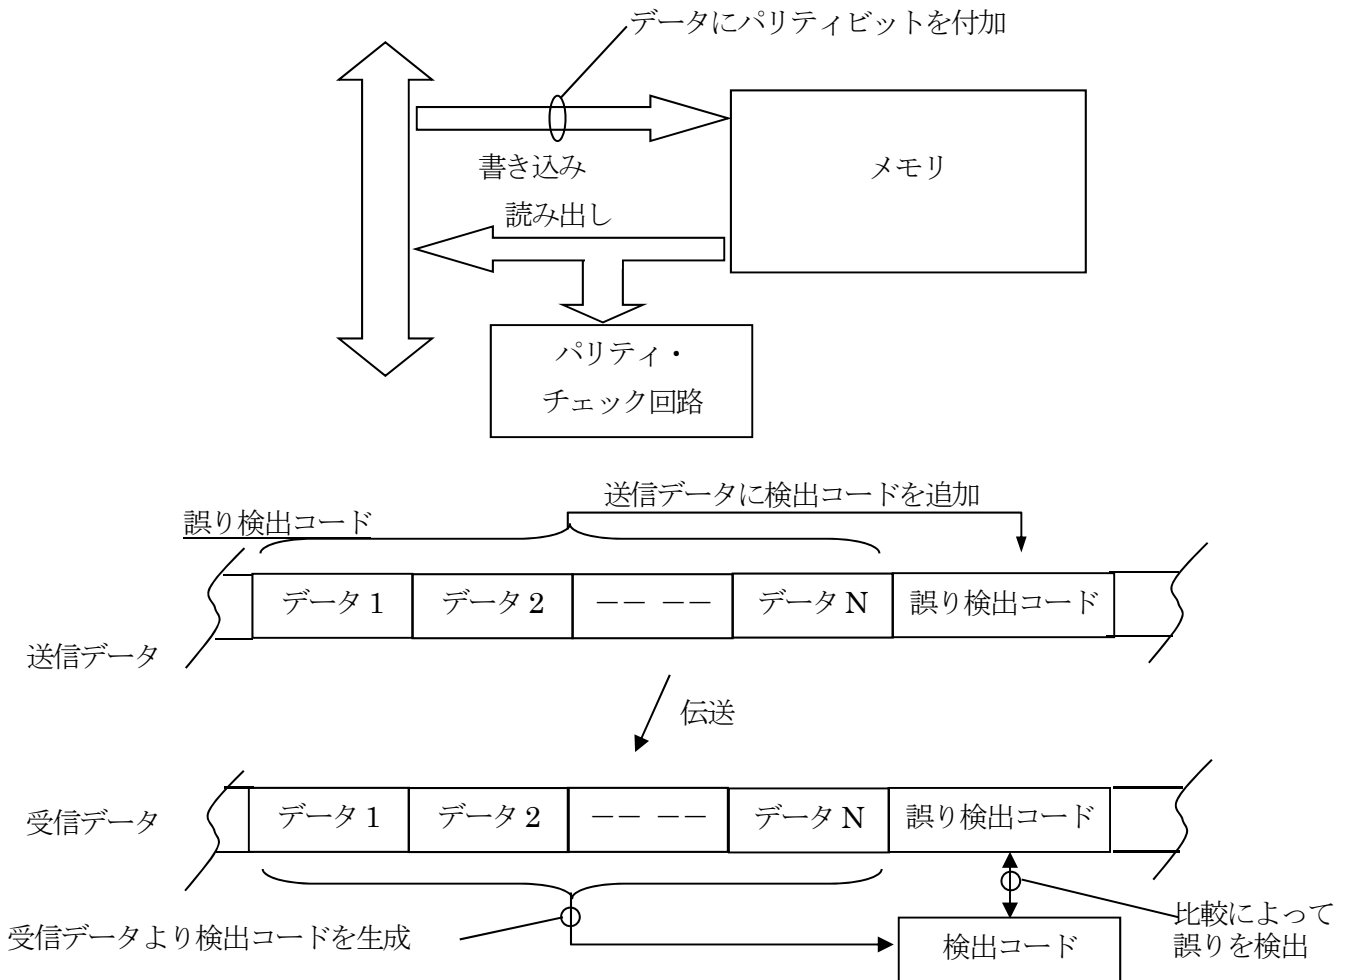 データにパリティビットを付加
書き込み
メモリ
読み出し
パリティ・
チェック回路
送信データに検出コードを追加
誤り検出コード
データ 1
データ 2
−− −−
データ N
誤り検出コード
送信データ
伝送
受信データ
データ 1
データ 2
−− −−
データ N
誤り検出コード
受信データより検出コードを生成
検出コード
比較によって
誤りを検出